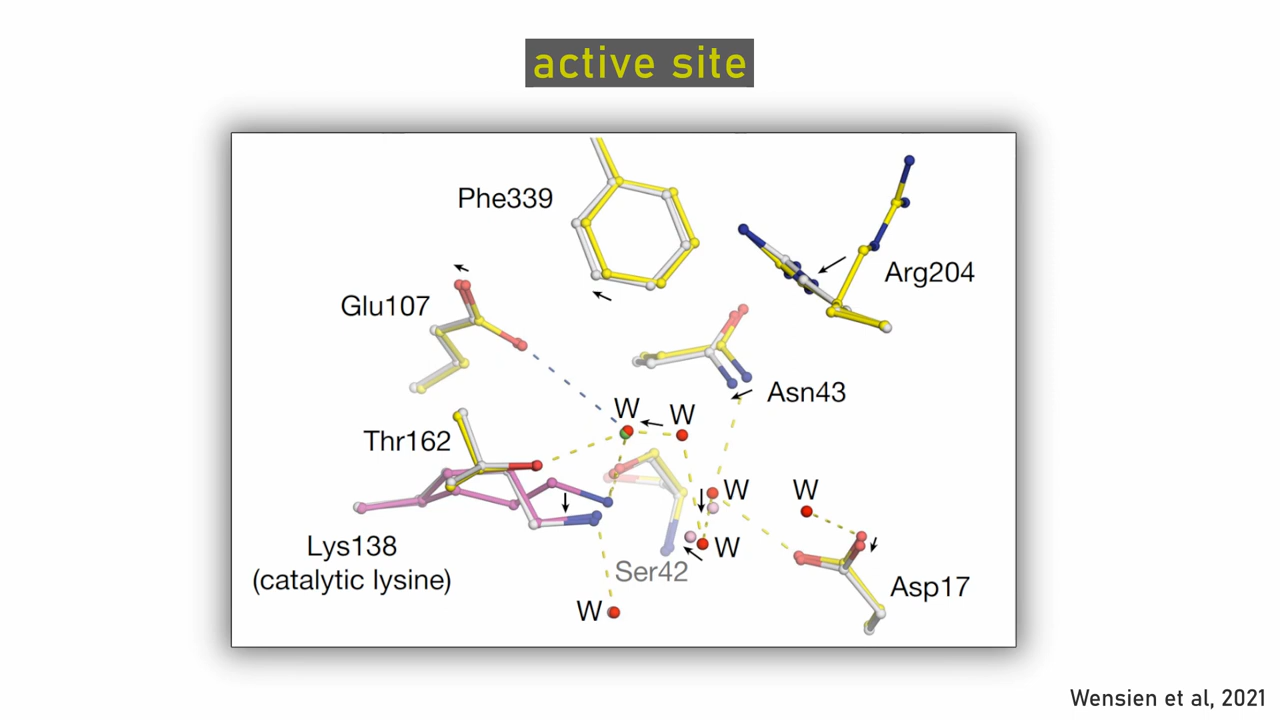 active site
Phe339
Arg204
Glu107
Asn43
W W
Thr162
W W
Lys138
(catalytic lysine)
W
Ser42
Asp17
W
Wensien et al, 2021